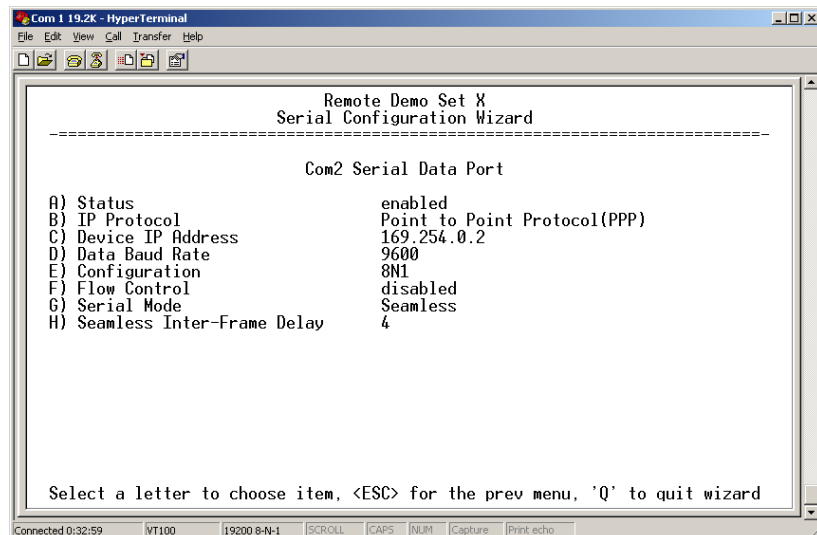 Com 1 19.2K - HyperTerminal
File Edit View Call Transfer Help
Remote Demo Set X
Serial Configuration Wizard
-==========================================================================-
Com2 Serial Data Port
A) Status enabled
B) IP Protocol Point to Point Protocol(PPP)
C) Device IP Address 169.254.0.2
D) Data Baud Rate 9600
E) Configuration 8N1
F) Flow Control disabled
G) Serial Mode Seamless
H) Seamless Inter-Frame Delay 4
Select a letter to choose item, <ESC> for the prev menu, 'Q' to quit wizard
Connected 0:32:59 VT100 19200 8-N-1 SCROLL CAPS NUM Capture Print echo